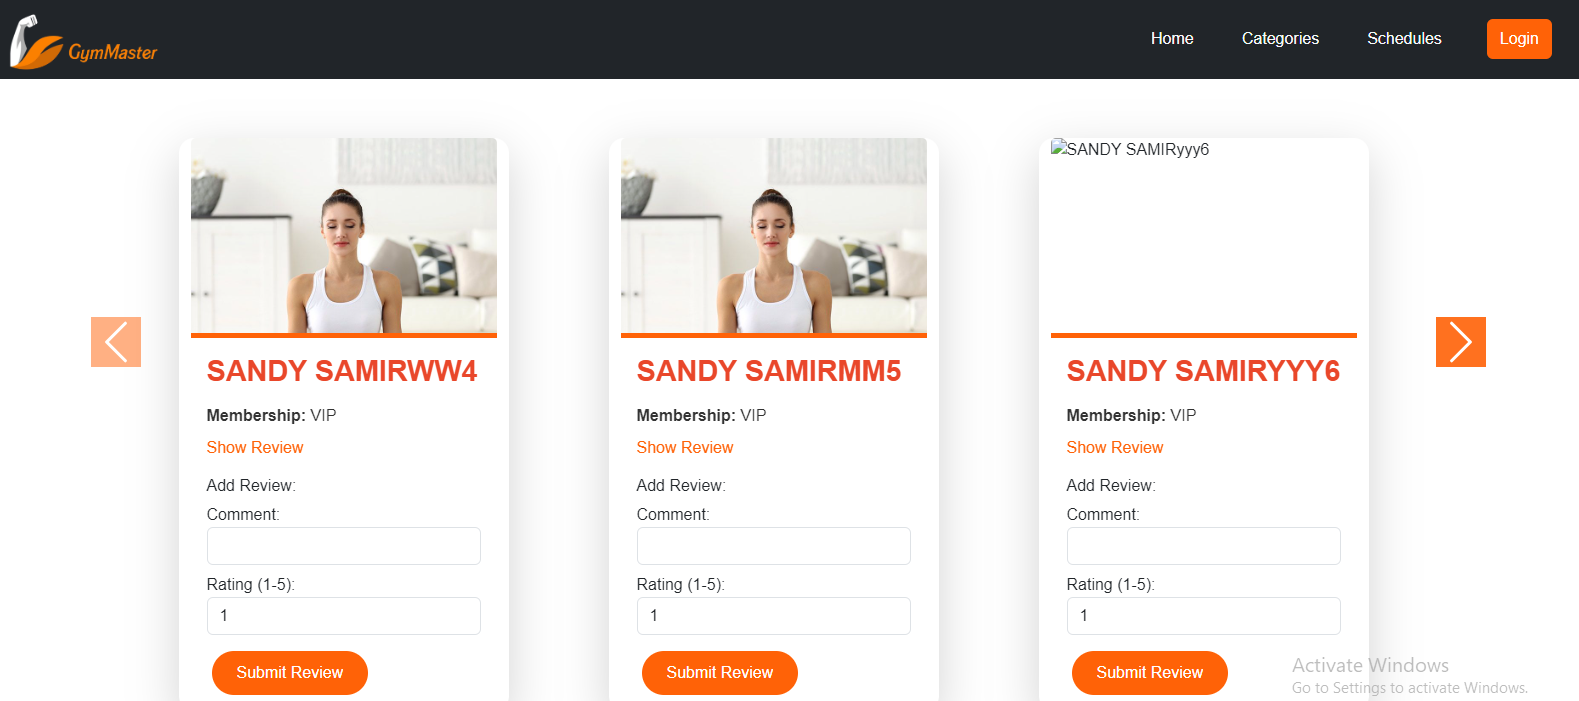 GymMaster
Home Categories Schedules Login
SANDY SAMIRyyy6
SANDY SAMIRWW4
Membership: VIP
Show Review
Add Review:
Comment:
Rating (1-5):
1
Submit Review
SANDY SAMIRMM5
Membership: VIP
Show Review
Add Review:
Comment:
Rating (1-5):
1
Submit Review
SANDY SAMIRYYY6
Membership: VIP
Show Review
Add Review:
Comment:
Rating (1-5):
1
Submit Review
Activate Windows
Go to Settings to activate Windows.